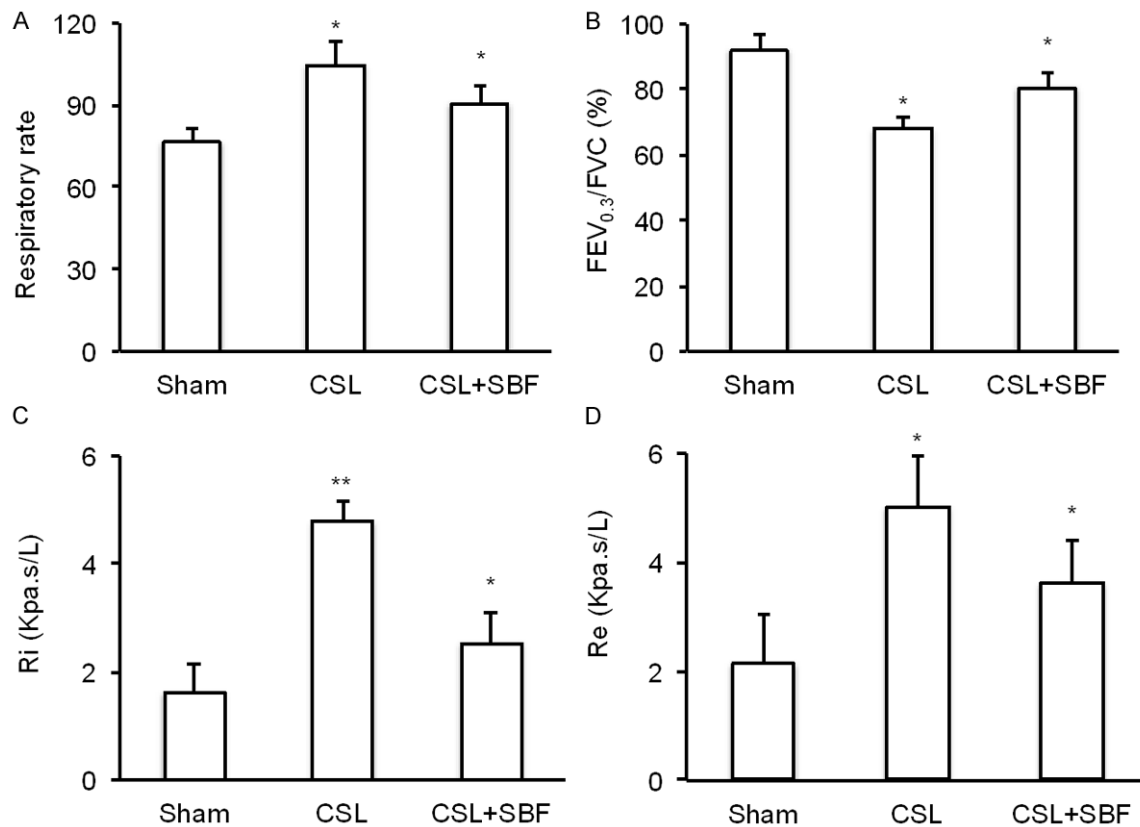 A
Respiratory rate
120
90
60
30
0
*
*
Sham CSL CSL+SBF
B
FEV0.3/FVC (%)
100
80
60
40
20
0
*
*
Sham CSL CSL+SBF
C
Ri (Kpa.s/L)
6
4
2
0
**
*
Sham CSL CSL+SBF
D
Re (Kpa.s/L)
6
4
2
0
*
*
Sham CSL CSL+SBF